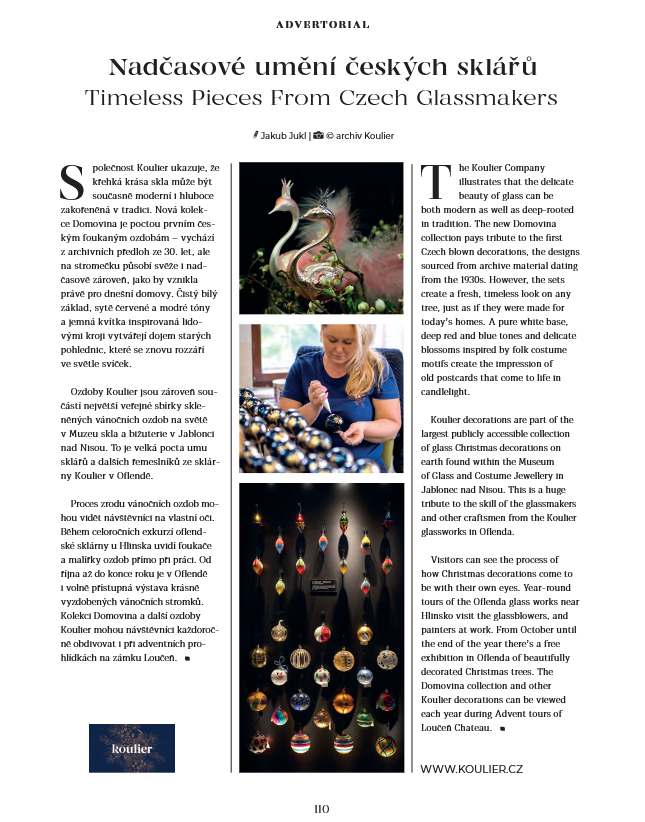 ADVERTORIAL
Nadčasové umění českých sklářů
Timeless Pieces From Czech Glassmakers
Jakub Jukl | © archiv Koulier
Společnost Koulier ukazuje, že
křehká krása skla může být
současně moderní i hluboce
zakořeněná v tradici. Nová kolek-
ce Domovina je poctou prvním čes-
kým foukaným ozdobám – vychází
z archivních předloh ze 30. let, ale
na stromečku působí svěže i nad-
časově zároveň, jako by vznikla
právě pro dnešní domovy. Čistý bílý
základ, sytě červené a modré tóny
a jemná kvítka inspirovaná lido-
vými kroji vytvářejí dojem starých
pohlednic, které se znovu rozzáří
ve světle svíček.
Ozdoby Koulier jsou zároveň sou-
částí největší veřejné sbírky skle-
něných vánočních ozdob na světě
v Muzeu skla a bižuterie v Jablonci
nad Nisou. To je velká pocta umu
sklářů a dalších řemeslníků ze sklár-
ny Koulier v Oflendě.
Proces zrodu vánočních ozdob mo-
hou vidět návštěvníci na vlastní oči.
Během celoročních exkurzí oflend-
ské sklárny u Hlinska uvidí foukače
a malířky ozdob přímo při práci. Od
října až do konce roku je v Oflendě
i volně přístupná výstava krásně
vyzdobených vánočních stromků.
Kolekci Domovina a další ozdoby
Koulier mohou návštěvníci každoroč-
ně obdivovat i při adventních pro-
hlídkách na zámku Loučeň.
koulier
The Koulier Company
illustrates that the delicate
beauty of glass can be
both modern as well as deep-rooted
in tradition. The new Domovina
collection pays tribute to the first
Czech blown decorations, the designs
sourced from archive material dating
from the 1930s. However, the sets
create a fresh, timeless look on any
tree, just as if they were made for
today's homes. A pure white base,
deep red and blue tones and delicate
blossoms inspired by folk costume
motifs create the impression of
old postcards that come to life in
candlelight.
Koulier decorations are part of the
largest publicly accessible collection
of glass Christmas decorations on
earth found within the Museum
of Glass and Costume Jewellery in
Jablonec nad Nisou. This is a huge
tribute to the skill of the glassmakers
and other craftsmen from the Koulier
glassworks in Oflenda.
Visitors can see the process of
how Christmas decorations come to
be with their own eyes. Year-round
tours of the Oflenda glass works near
Hlinsko visit the glassblowers, and
painters at work. From October until
the end of the year there's a free
exhibition in Oflenda of beautifully
decorated Christmas trees. The
Domovina collection and other
Koulier decorations can be viewed
each year during Advent tours of
Loučeň Chateau.
WWW.KOULIER.CZ
110